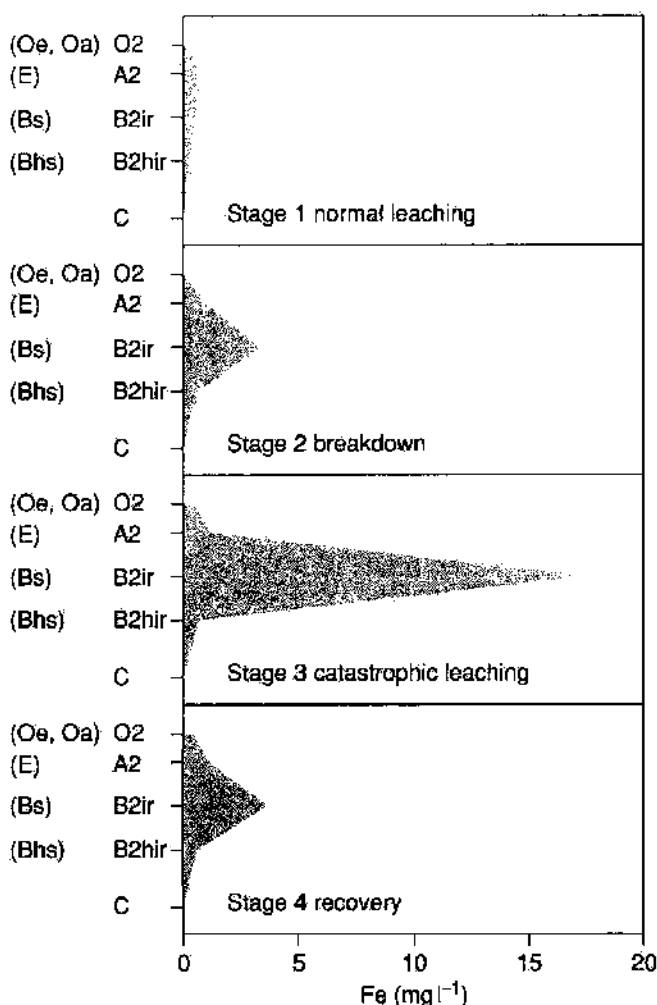 (Oe, Oa) O2
(E) A2
(Bs) B2ir
(Bhs) B2hir
C Stage 1 normal leaching
(Oe, Oa) O2
(E) A2
(Bs) B2ir
(Bhs) B2hir
C Stage 2 breakdown
(Oe, Oa) O2
(E) A2
(Bs) B2ir
(Bhs) B2hir
C Stage 3 catastrophic leaching
(Oe, Oa) O2
(E) A2
(Bs) B2ir
(Bhs) B2hir
C Stage 4 recovery
0 5 10 15 20
Fe (mg l⁻¹)